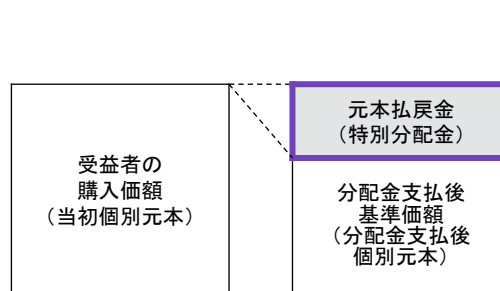 受益者の
購入価額
（当初個別元本）
元本払戻金
（特別分配金）
分配金支払後
基準価額
（分配金支払後
個別元本）